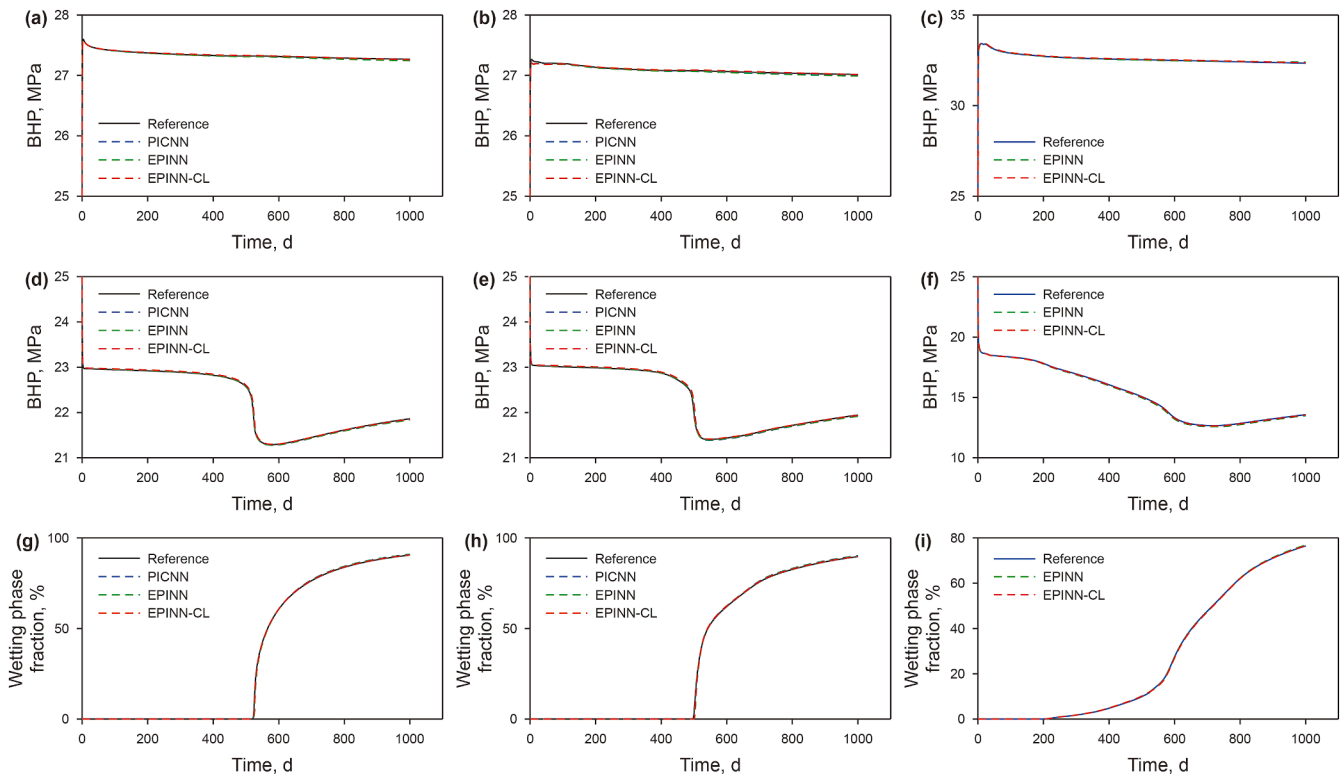 (a)
28
27
26
25
BHP, MPa
Reference
PICNN
EPINN
EPINN-CL
0
200
400
600
800
1000
Time, d
(b)
28
27
26
25
BHP, MPa
Reference
PICNN
EPINN
EPINN-CL
0
200
400
600
800
1000
Time, d
(c)
35
30
25
BHP, MPa
Reference
EPINN
EPINN-CL
0
200
400
600
800
1000
Time, d
(d)
25
24
23
22
21
BHP, MPa
Reference
PICNN
EPINN
EPINN-CL
0
200
400
600
800
1000
Time, d
(e)
25
24
23
22
21
BHP, MPa
Reference
PICNN
EPINN
EPINN-CL
0
200
400
600
800
1000
Time, d
(f)
25
20
15
10
BHP, MPa
Reference
EPINN
EPINN-CL
0
200
400
600
800
1000
Time, d
(g)
100
50
0
Wetting phase
fraction, %
Reference
PICNN
EPINN
EPINN-CL
0
200
400
600
800
1000
Time, d
(h)
100
50
0
Wetting phase
fraction, %
Reference
PICNN
EPINN
EPINN-CL
0
200
400
600
800
1000
Time, d
(i)
80
60
40
20
0
Wetting phase
fraction, %
Reference
EPINN
EPINN-CL
0
200
400
600
800
1000
Time, d